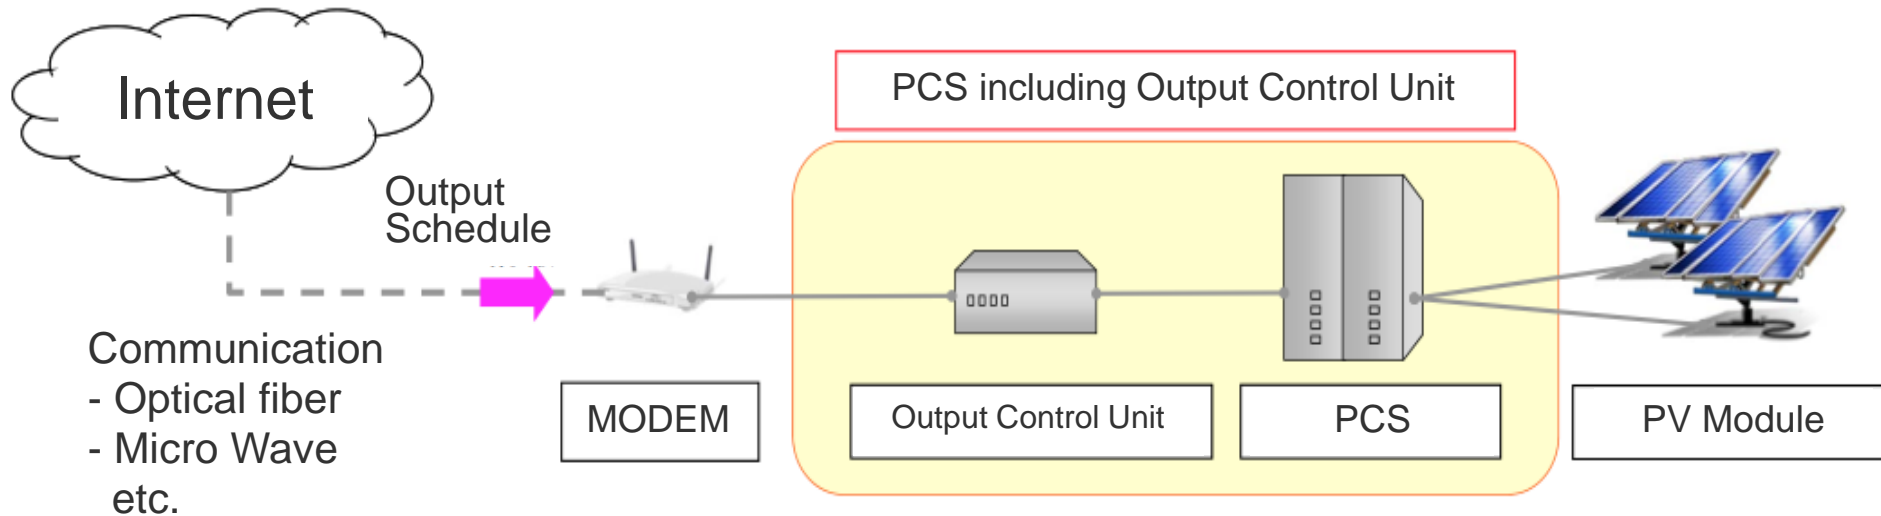 Internet
PCS including Output Control Unit
Output
Schedule
Communication
- Optical fiber
- Micro Wave
etc.
MODEM
Output Control Unit
PCS
PV Module